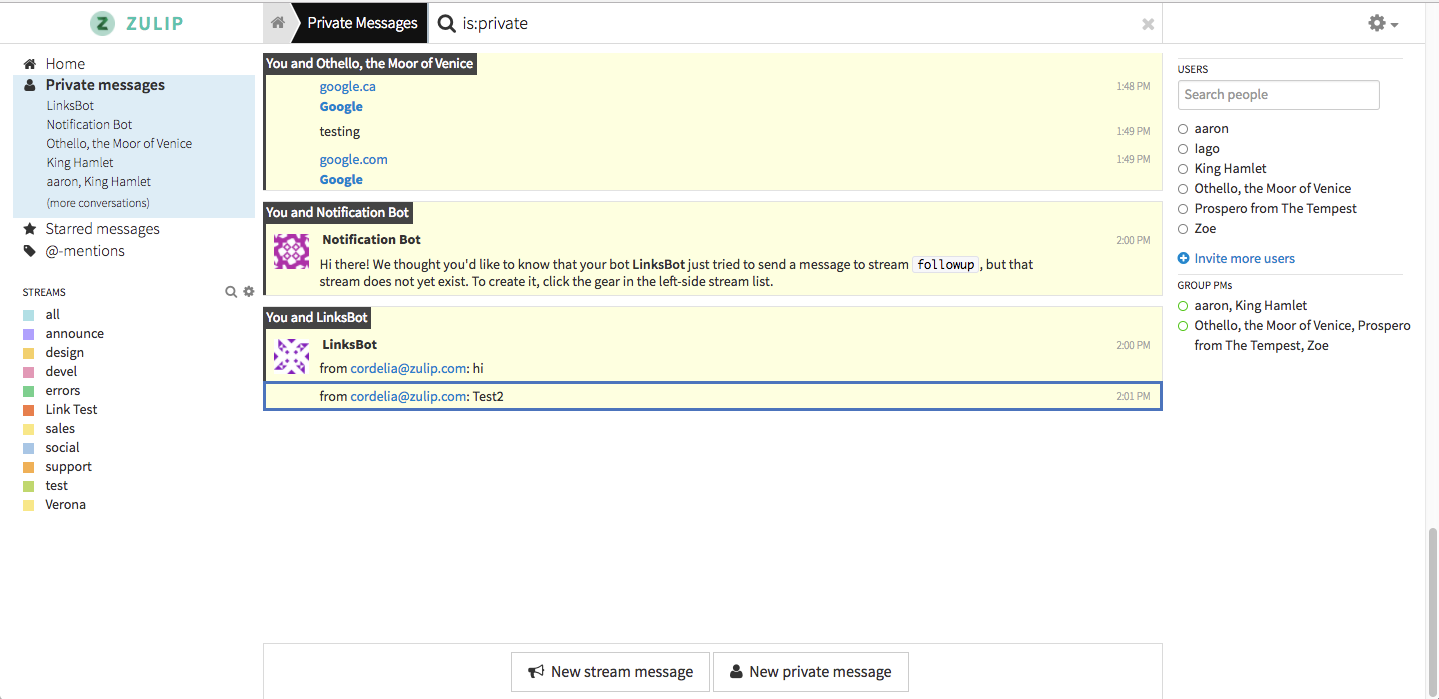 ZULIP
Private Messages
is:private
Home
Private messages
LinksBot
Notification Bot
Othello, the Moor of Venice
King Hamlet
aaron, King Hamlet
(more conversations)
Starred messages
@-mentions
STREAMS
all
announce
design
devel
errors
Link Test
sales
social
support
test
Verona
You and Othello, the Moor of Venice
google.ca 1:48 PM
Google
testing 1:49 PM
google.com 1:49 PM
Google
You and Notification Bot
Notification Bot 2:00 PM
Hi there! We thought you'd like to know that your bot LinksBot just tried to send a message to stream followup, but that
stream does not yet exist. To create it, click the gear in the left-side stream list.
You and LinksBot
LinksBot 2:00 PM
from cordelia@zulip.com: hi
from cordelia@zulip.com: Test2 2:01 PM
New stream message
New private message
USERS
Search people
aaron
Iago
King Hamlet
Othello, the Moor of Venice
Prospero from The Tempest
Zoe
Invite more users
GROUP PMs
aaron, King Hamlet
Othello, the Moor of Venice, Prospero
from The Tempest, Zoe